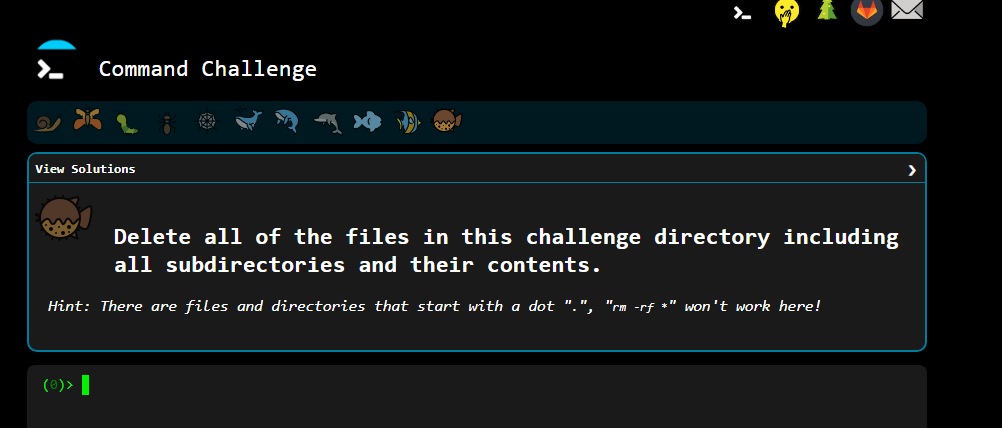 Command Challenge
View Solutions
Delete all of the files in this challenge directory including
all subdirectories and their contents.
Hint: There are files and directories that start with a dot ".", "rm -rf *" won't work here!
(0)>